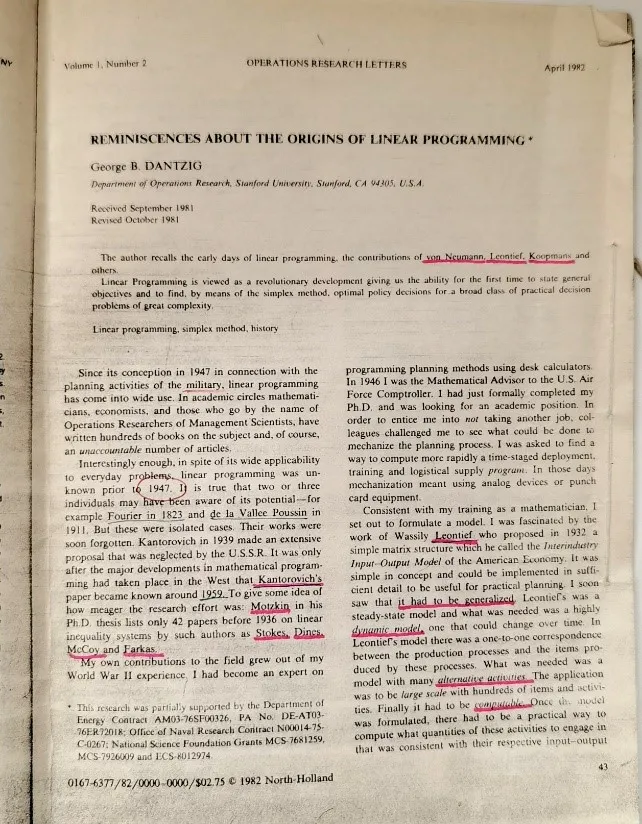 NY
Volume 1, Number 2
OPERATIONS RESEARCH LETTERS
April 1982
REMINISCENCES ABOUT THE ORIGINS OF LINEAR PROGRAMMING *
George B. DANTZIG
Department of Operations Research, Stanford University, Stanford, CA 94305, U.S.A.
Received September 1981
Revised October 1981
The author recalls the early days of linear programming, the contributions of von Neumann, Leontief, Koopmans and
others.
Linear Programming is viewed as a revolutionary development giving us the ability for the first time to state general
objectives and to find, by means of the simplex method, optimal policy decisions for a broad class of practical decision
problems of great complexity.
Linear programming, simplex method, history
Since its conception in 1947 in connection with the
planning activities of the military, linear programming
has come into wide use. In academic circles mathemati-
cians, economists, and those who go by the name of
Operations Researchers of Management Scientists, have
written hundreds of books on the subject and, of course,
an unaccountable number of articles.
Interestingly enough, in spite of its wide applicability
to everyday problems, linear programming was un-
known prior to 1947. It is true that two or three
individuals may have been aware of its potential—for
example Fourier in 1823 and de la Vallée Poussin in
1911. But these were isolated cases. Their works were
soon forgotten. Kantorovich in 1939 made an extensive
proposal that was neglected by the U.S.S.R. It was only
after the major developments in mathematical program-
ming had taken place in the West that Kantorovich's
paper became known around 1959. To give some idea of
how meager the research effort was: Motzkin in his
Ph.D. thesis lists only 42 papers before 1936 on linear
inequality systems by such authors as Stokes, Dines,
McCoy and Farkas.
My own contributions to the field grew out of my
World War II experience. I had become an expert on
* This research was partially supported by the Department of
Energy Contract AM03-76SF00326, PA No. DE-AT03-
76ER72018; Office of Naval Research Contract N00014-75-
C-0267; National Science Foundation Grants MCS-7681259,
MCS-7926009 and ECS-8012974.
0167-6377/82/0000-0000/$02.75 © 1982 North-Holland
programming planning methods using desk calculators.
In 1946 I was the Mathematical Advisor to the U.S. Air
Force Comptroller. I had just formally completed my
Ph.D. and was looking for an academic position. In
order to entice me into not taking another job, col-
leagues challenged me to see what could be done to
mechanize the planning process. I was asked to find a
way to compute more rapidly a time-staged deployment,
training and logistical supply program. In those days
mechanization meant using analog devices or punch
card equipment.
Consistent with my training as a mathematician, I
set out to formulate a model. I was fascinated by the
work of Wassily Leontief who proposed in 1932 a
simple matrix structure which he called the Interindustry
Input-Output Model of the American Economy. It was
simple in concept and could be implemented in suffi-
cient detail to be useful for practical planning. I soon
saw that it had to be generalized. Leontief's was a
steady-state model and what was needed was a highly
dynamic model, one that could change over time. In
Leontief's model there was a one-to-one correspondence
between the production processes and the items pro-
duced by these processes. What was needed was a
model with many alternative activities. The application
was to be large scale with hundreds of items and activi-
ties. Finally it had to be computable. Once the model
was formulated, there had to be a practical way to
compute what quantities of these activities to engage in
that was consistent with their respective input-output
43